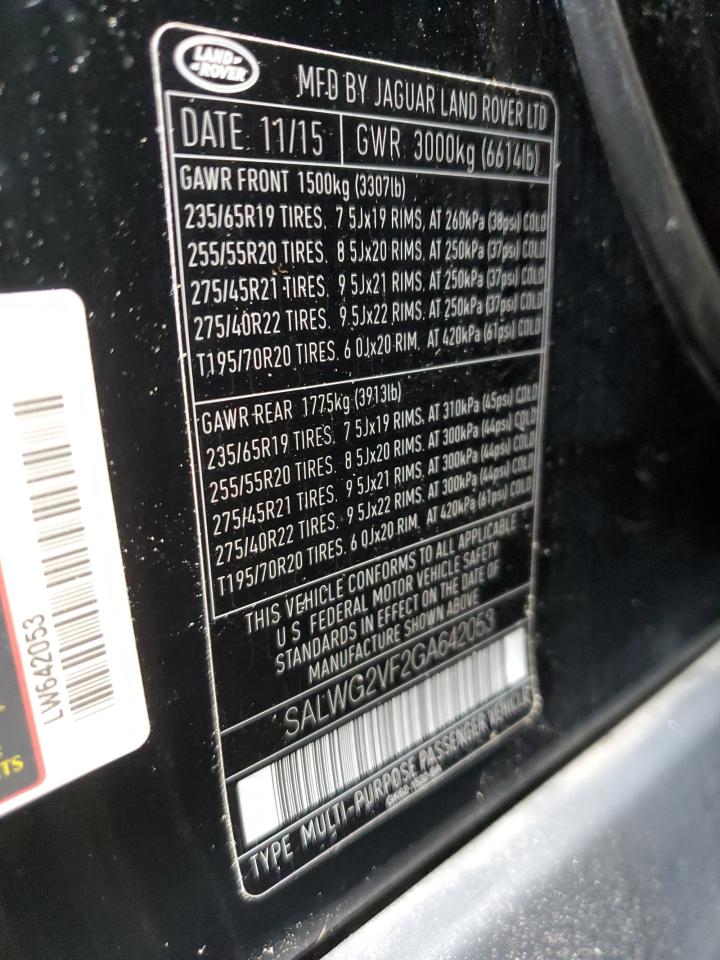 LAND ROVER
MFD BY JAGUAR LAND ROVER LTD
DATE 11/15 GWR 3000kg (6614lb)
GAWR FRONT 1500kg (3307lb)
235/65R19 TIRES, 7 5Jx19 RIMS, AT 260kPa (38psi) COLD
255/55R20 TIRES. 8 5Jx20 RIMS, AT 250kPa (37psi) COLD
275/45R21 TIRES. 9 5Jx21 RIMS, AT 250kPa (37psi) COLD
275/40R22 TIRES. 9.5Jx22 RIMS, AT 250kPa (37psi) COLD
T195/70R20 TIRES. 6 0Jx20 RIM, AT 420kPa (61psi) COLD
GAWR REAR 1775kg (3913lb)
235/65R19 TIRES 7 5Jx19 RIMS. AT 310kPa (45psi) COLD
255/55R20 TIRES. 8 5Jx20 RIMS. AT 300kPa (44psi) COLD
275/45R21 TIRES. 9 5Jx21 RIMS. AT 300kPa (44psi) COLD
275/40R22 TIRES. 9 5Jx22 RIMS. AT 300kPa (44psi) COLD
T195/70R20 TIRES. 6 0Jx20 RIM, AT 420kPa (61psi) COLD
THIS VEHICLE CONFORMS TO ALL APPLICABLE
U S FEDERAL MOTOR VEHICLE SAFETY
STANDARDS IN EFFECT ON THE DATE OF
MANUFACTURE SHOWN ABOVE
SALWG2VF2GA642053
TYPE MULTI-PURPOSE PASSENGER VEHICLE
LW642053
TS